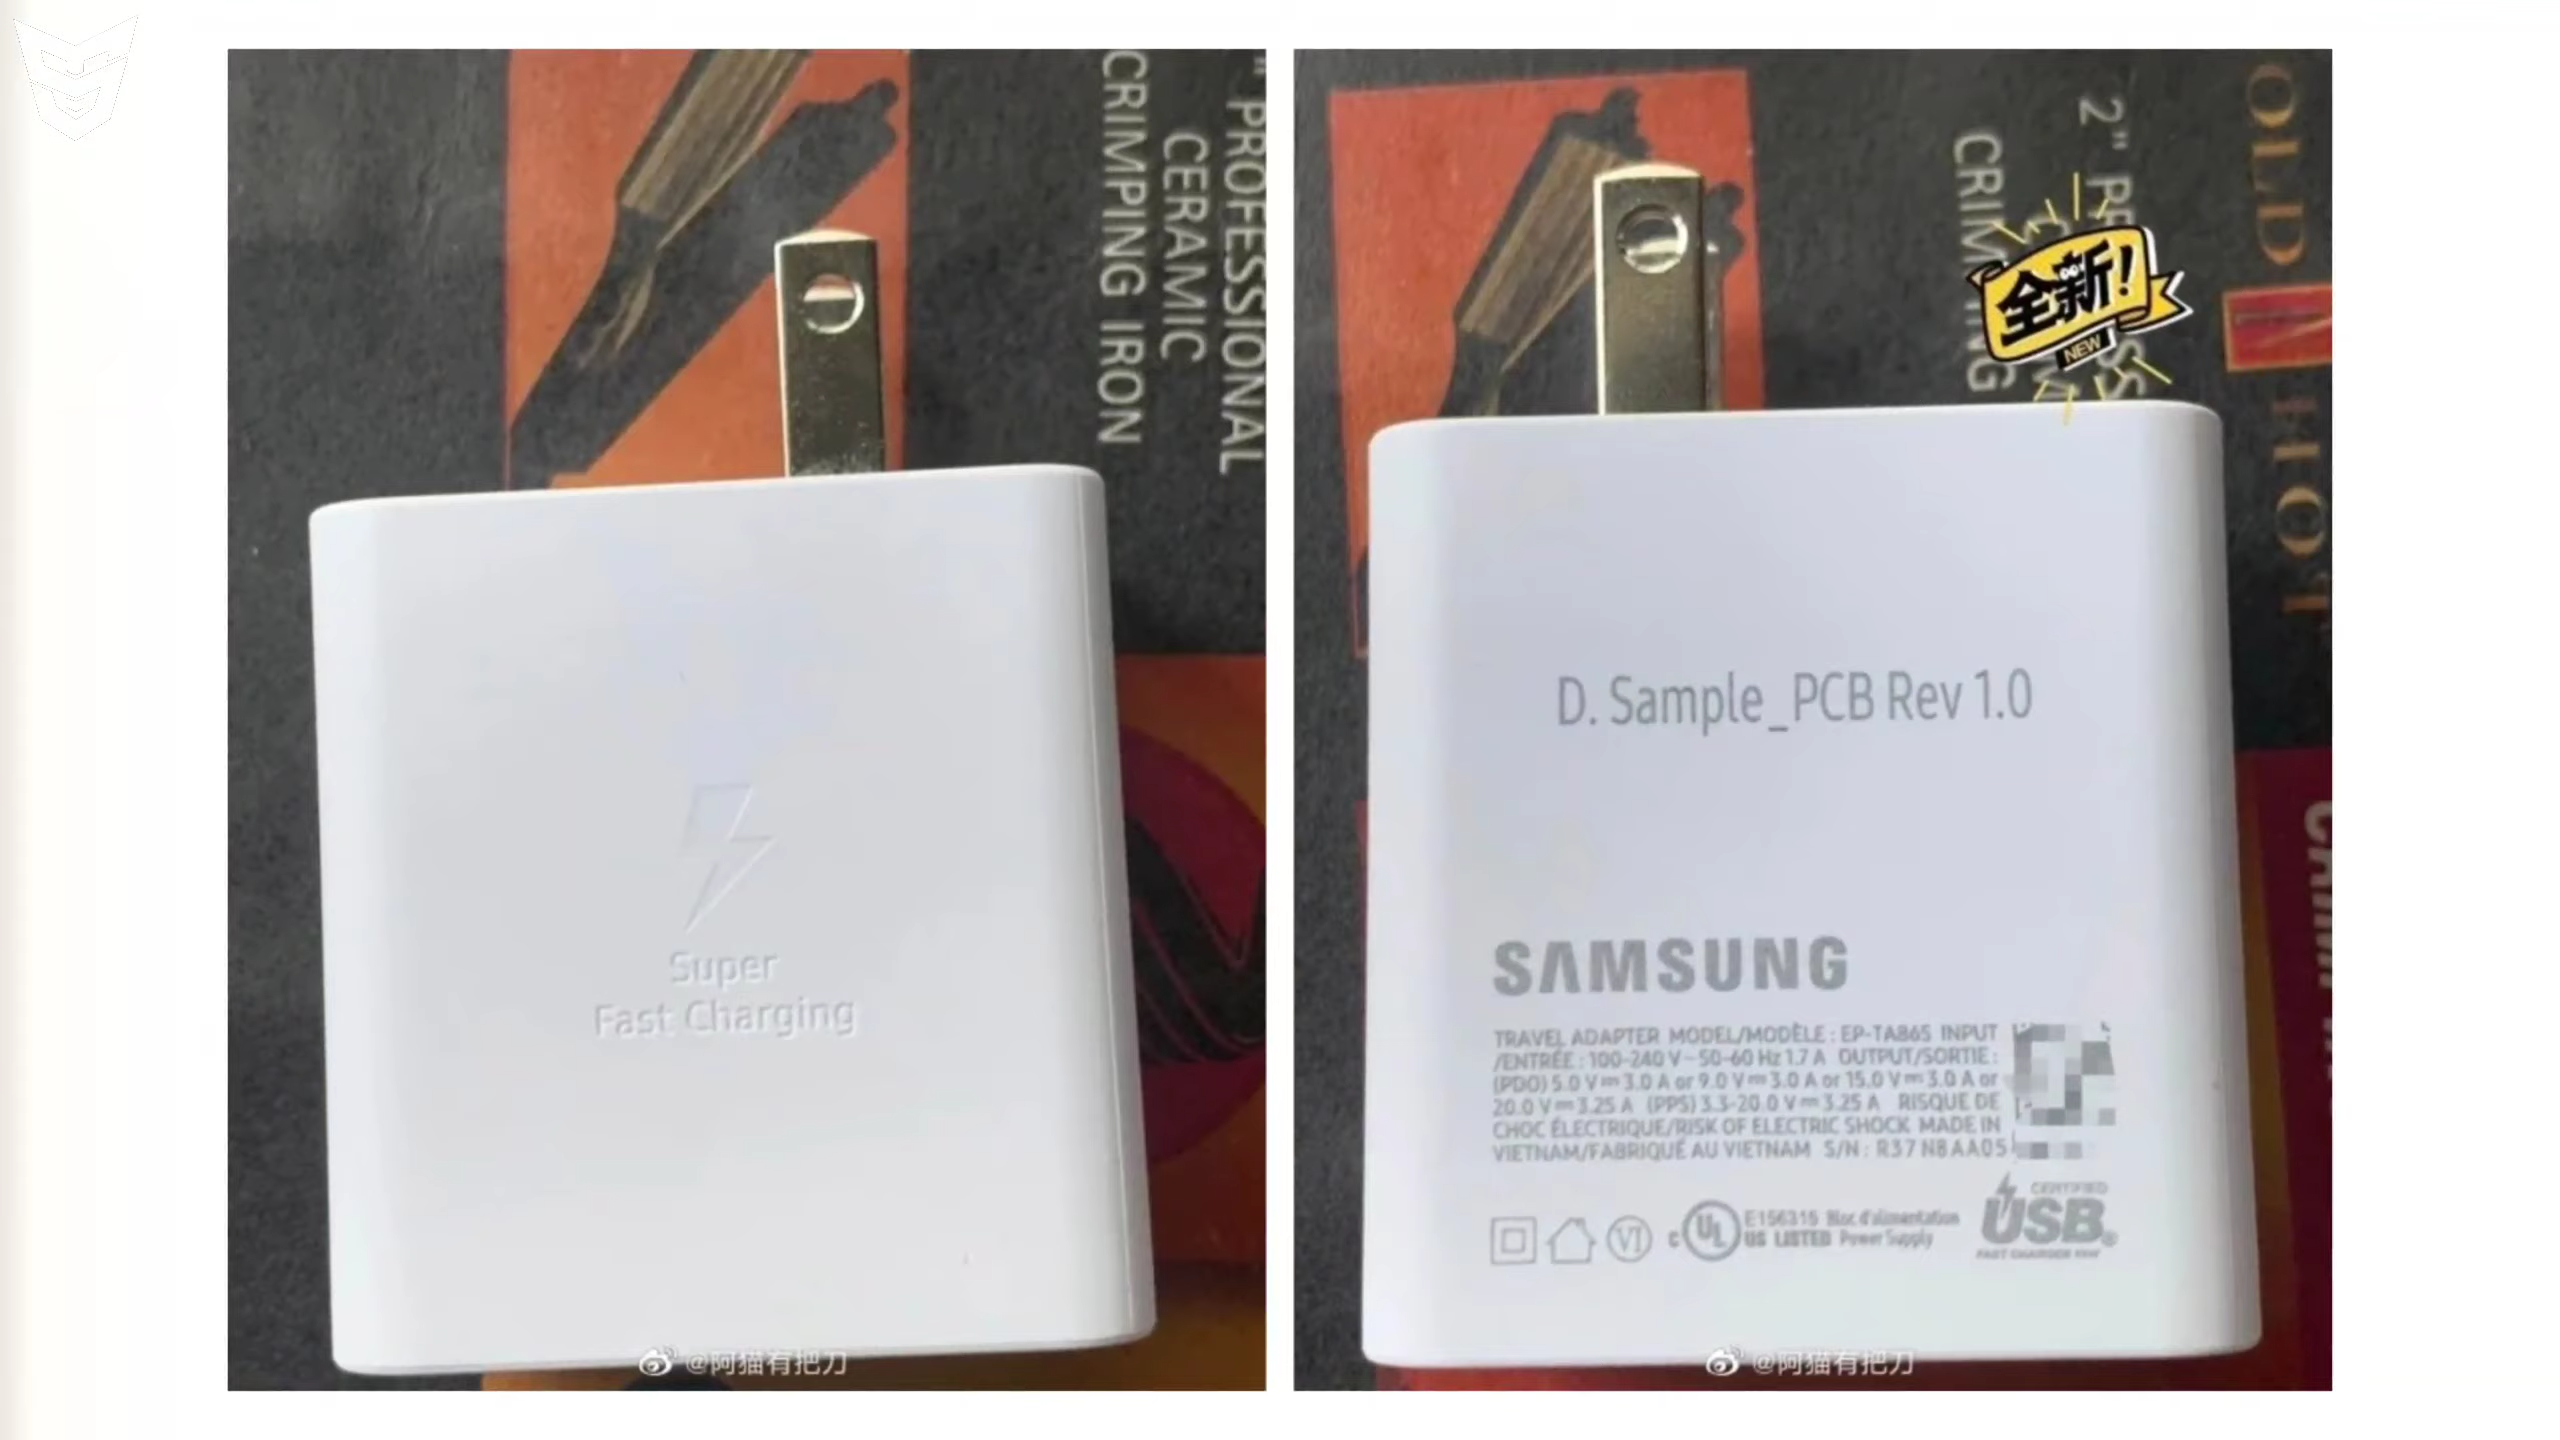 " PROFESSIONAL
CERAMIC
CRIMPING IRON
Super
Fast Charging
@阿猫有把刀
OLD
HOT
2"
CRIM
全新!
NEW
D. Sample_PCB Rev 1.0
SAMSUNG
TRAVEL ADAPTER MODEL/MODÈLE : EP-TA865 INPUT
/ENTRÉE : 100-240 V~50-60 Hz 1.7 A OUTPUT/SORTIE :
(PDO) 5.0 V⎓3.0 A or 9.0 V⎓3.0 A or 15.0 V⎓3.0 A or
20.0 V⎓3.25 A (PPS) 3.3-20.0 V⎓3.25 A RISQUE DE
CHOC ÉLECTRIQUE/RISK OF ELECTRIC SHOCK MADE IN
VIETNAM/FABRIQUÉ AU VIETNAM S/N : R37N8AA05
VI
c UL E156315 Bloc d'alimentation
US LISTED Power Supply
CERTIFIED
USB®
FAST CHARGER
@阿猫有把刀